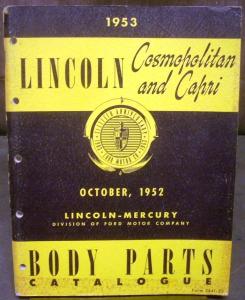 1953
LINCOLN
Cosmopolitan
and Capri
OCTOBER, 1952
LINCOLN-MERCURY
DIVISION OF FORD MOTOR COMPANY
BODY PARTS
CATALOGUE